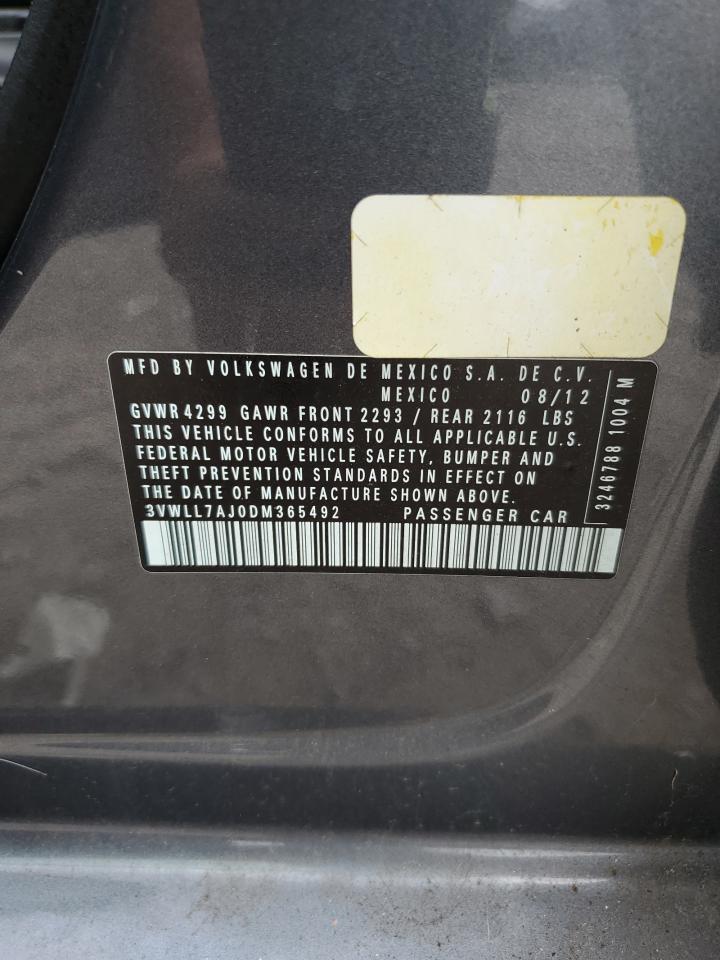 MFD BY VOLKSWAGEN DE MEXICO S.A. DE C.V.
MEXICO 08/12
GVWR 4299 GAWR FRONT 2293 / REAR 2116 LBS
THIS VEHICLE CONFORMS TO ALL APPLICABLE U.S.
FEDERAL MOTOR VEHICLE SAFETY, BUMPER AND
THEFT PREVENTION STANDARDS IN EFFECT ON
THE DATE OF MANUFACTURE SHOWN ABOVE.
3VWLL7AJ0DM365492 PASSENGER CAR
3246788 1004 M